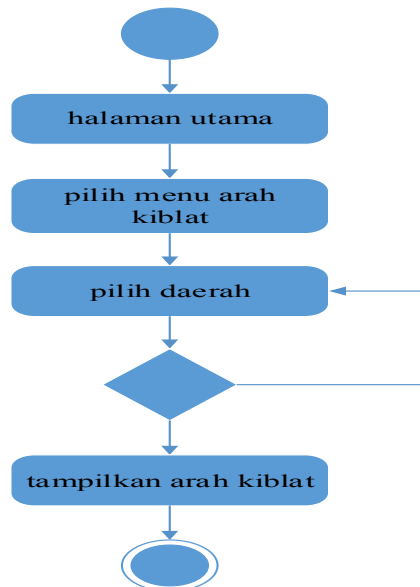 halaman utama
pilih menu arah
kiblat
pilih daerah
tampilkan arah kiblat